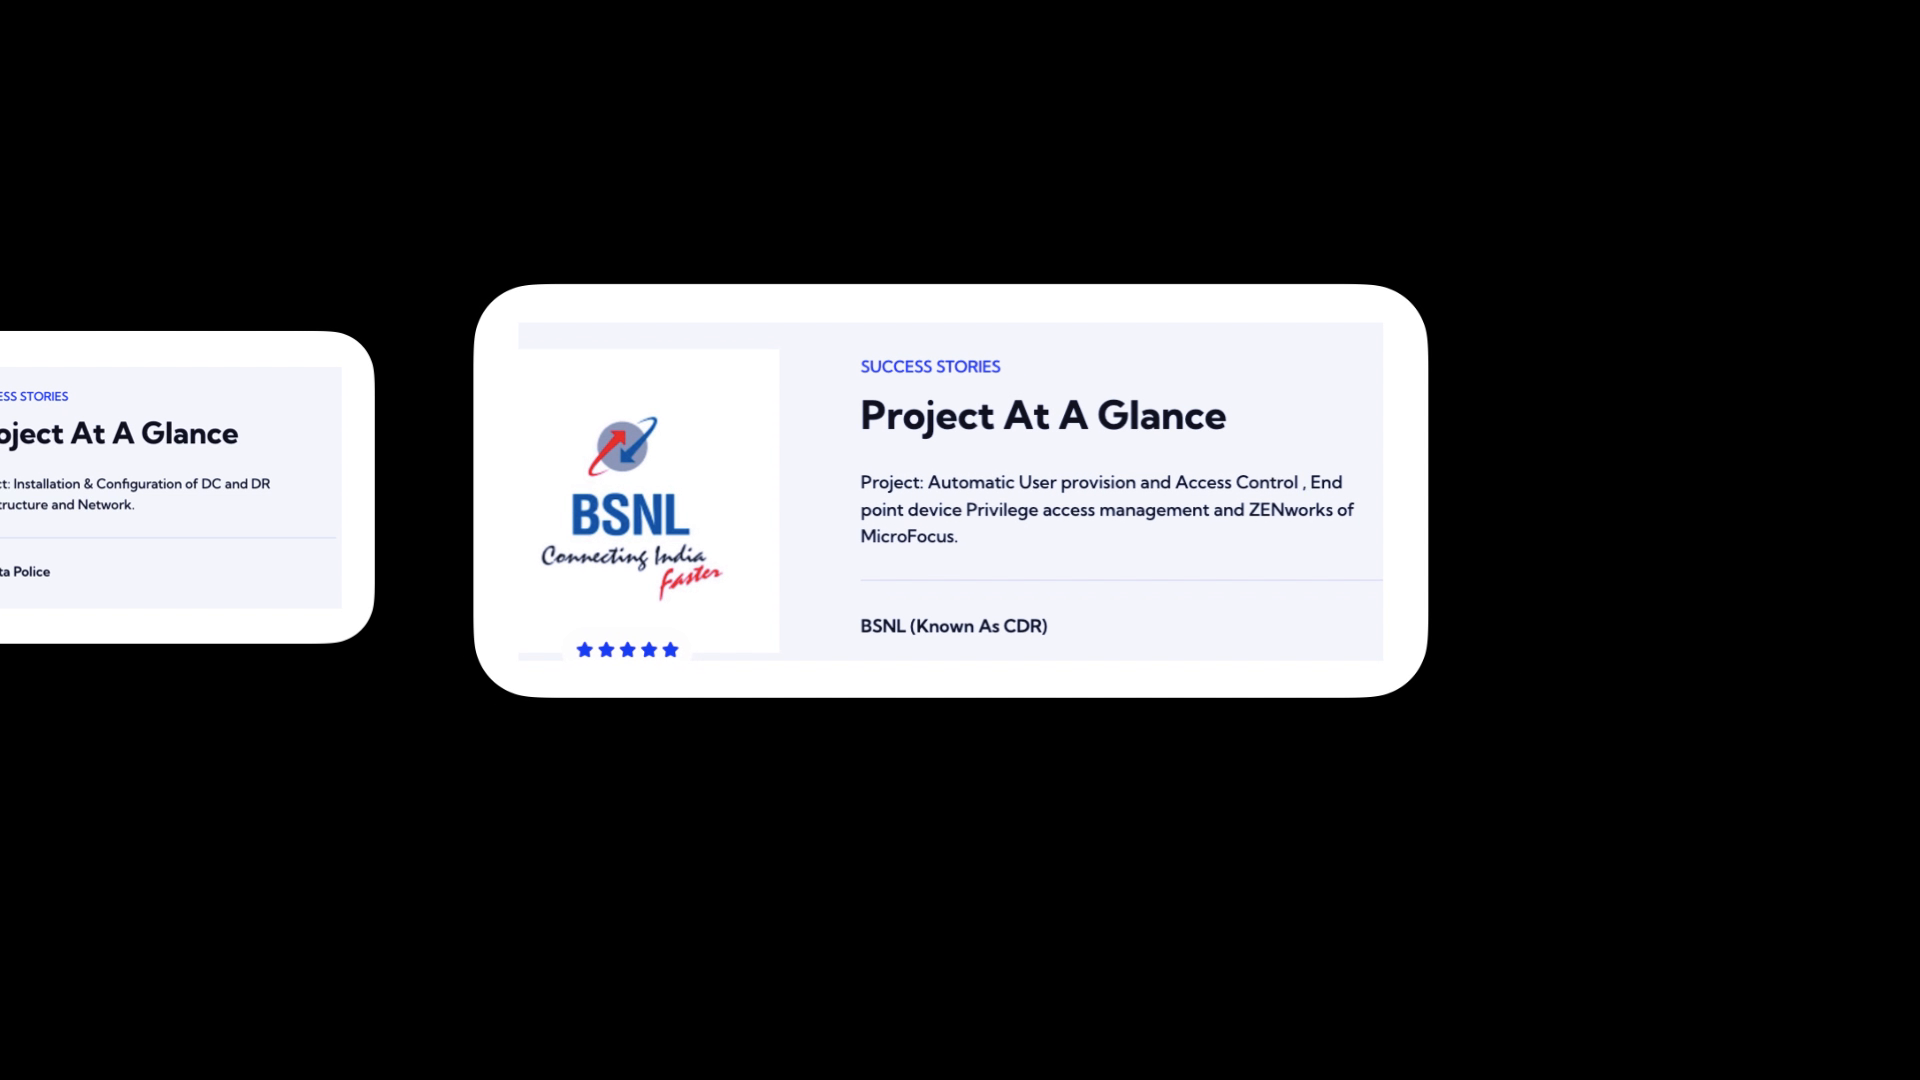 ESS STORIES
oject At A Glance
ct: Installation & Configuration of DC and DR
tructure and Network.
ta Police
BSNL
Connecting India
faster
SUCCESS STORIES
Project At A Glance
Project: Automatic User provision and Access Control , End
point device Privilege access management and ZENworks of
MicroFocus.
BSNL (Known As CDR)